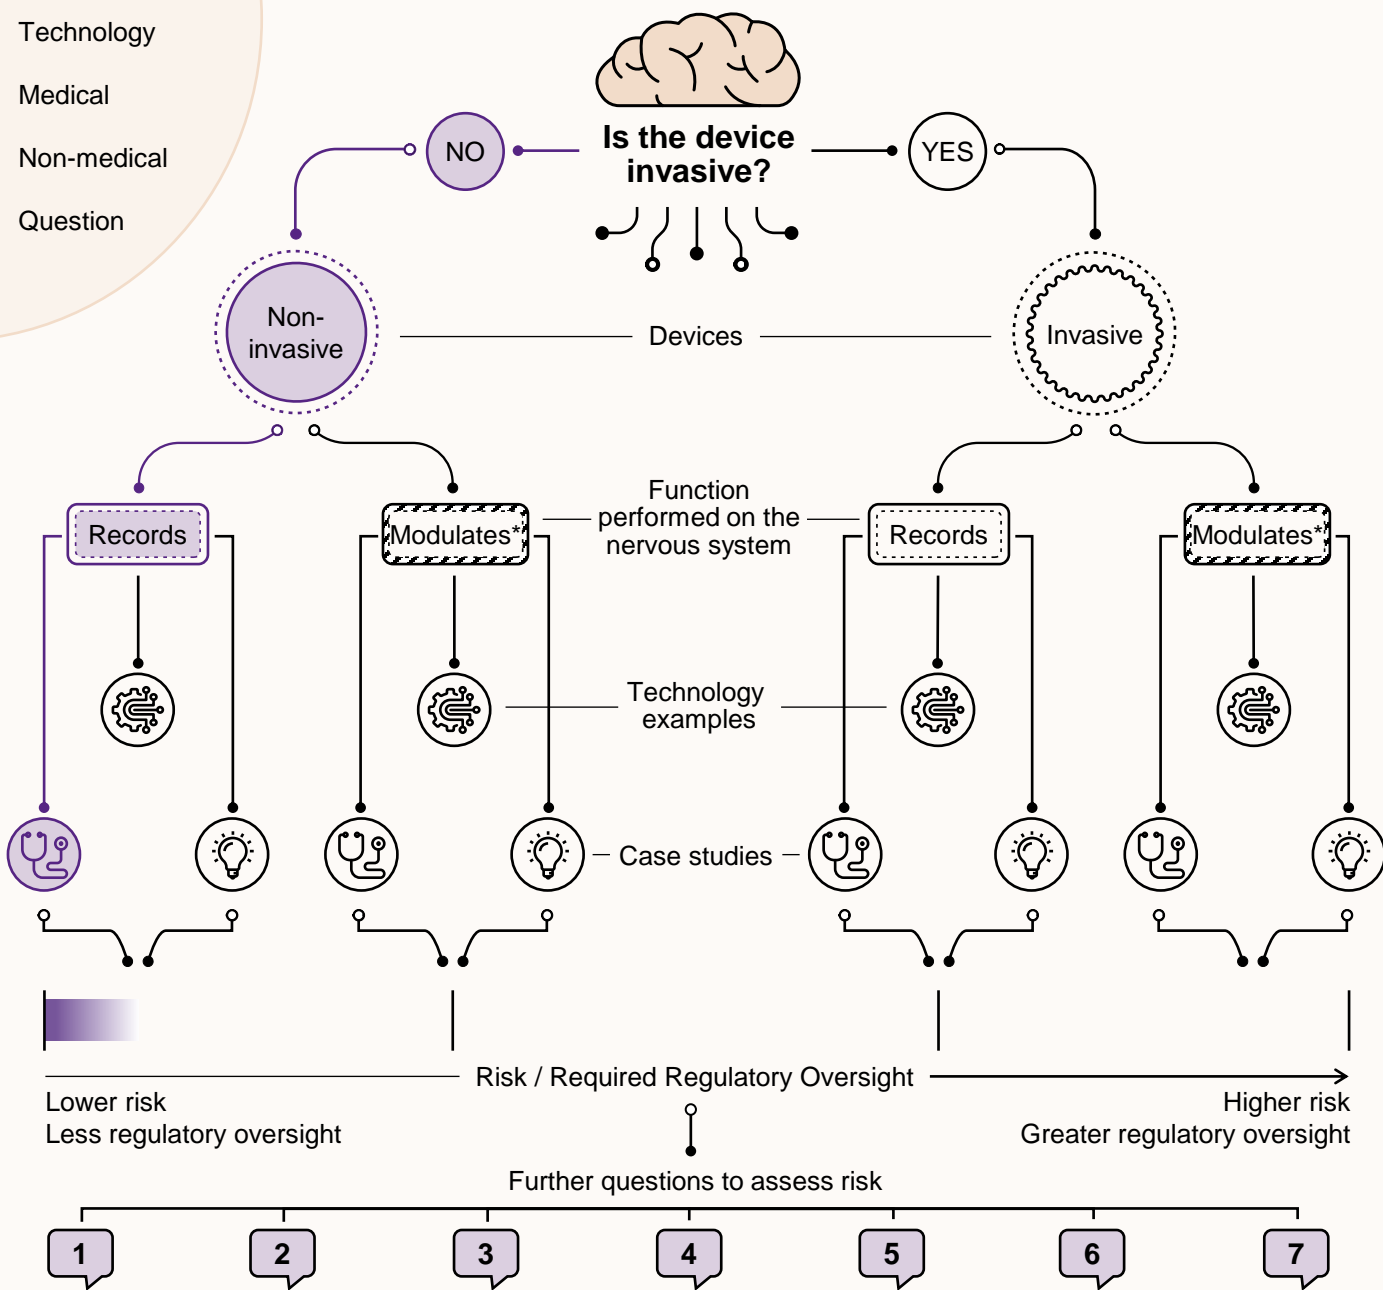 Technology
Medical
Non-medical
Question
Is the device
invasive?
NO
YES
Non-
invasive
Devices
Invasive
Records
Modulates*
Function
performed on the
nervous system
Records
Modulates*
Technology
examples
Case studies
Risk / Required Regulatory Oversight
Lower risk
Less regulatory oversight
Higher risk
Greater regulatory oversight
Further questions to assess risk
1
2
3
4
5
6
7